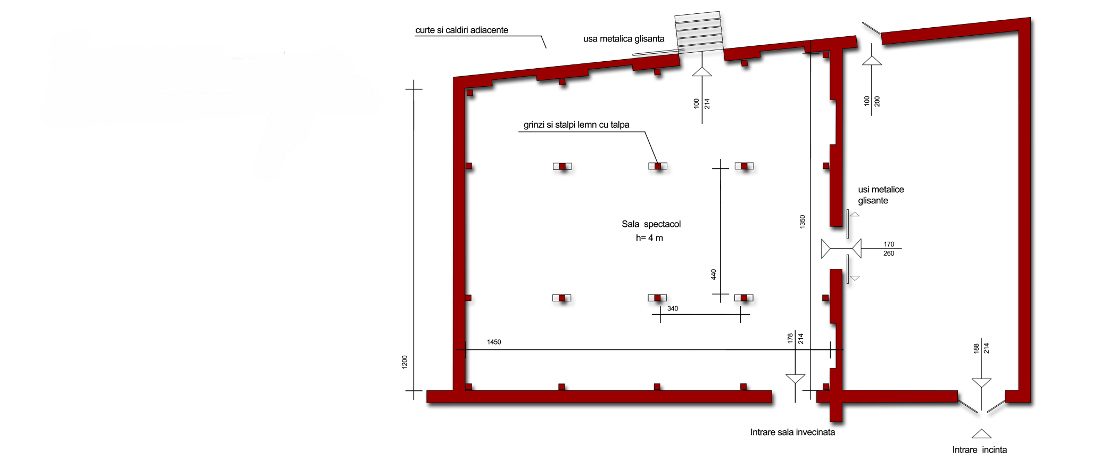 curte si caldiri adiacente
usa metalica glisanta
100
214
100
200
grinzi si stalpi lemn cu talpa
usi metalice
glisante
1350
Sala spectacol
h= 4 m
170
260
440
340
1450
178
214
188
214
1200
Intrare sala invecinata
Intrare incinta